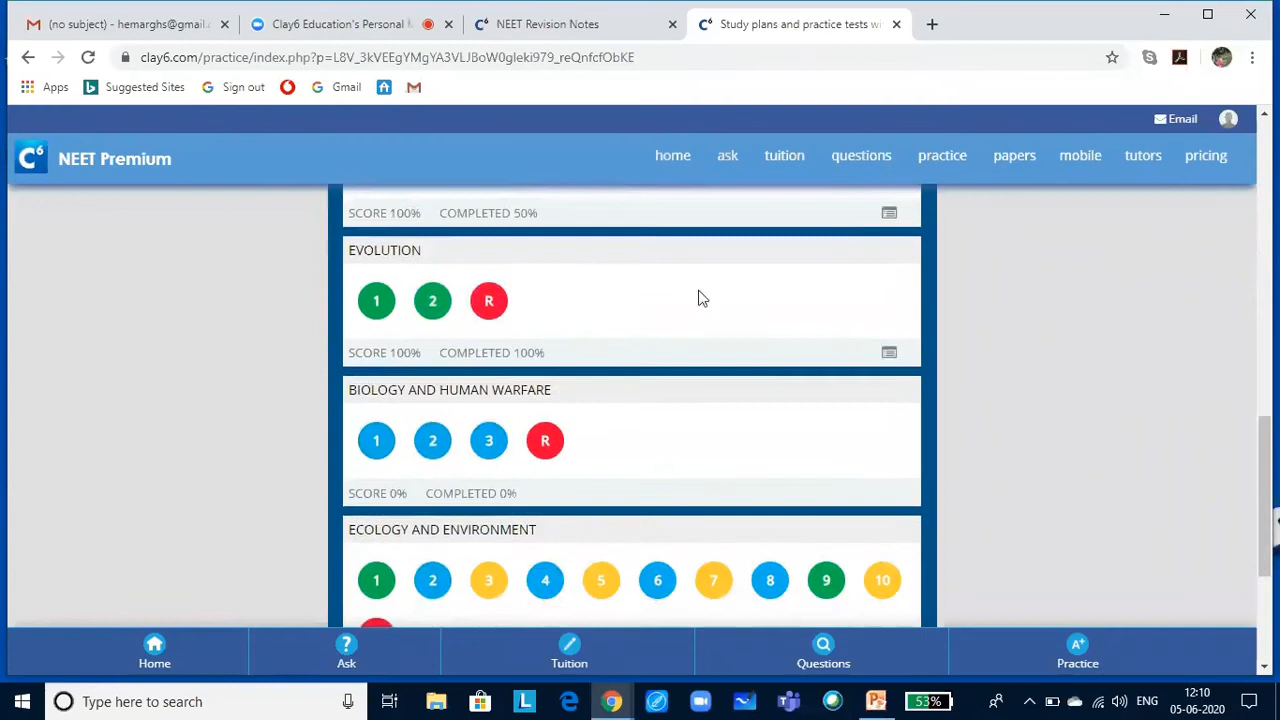 (no subject) - hemarghs@gmail.
Clay6 Education's Personal
NEET Revision Notes
Study plans and practice tests wi
clay6.com/practice/index.php?p=L8V_3kVEEgYMgYA3VLJBoW0gIeki979_reQnfcfObKE
Apps
Suggested Sites
Sign out
Gmail
Email
C6
NEET Premium
home
ask
tuition
questions
practice
papers
mobile
tutors
pricing
SCORE 100% COMPLETED 50%
EVOLUTION
1 2 R
SCORE 100% COMPLETED 100%
BIOLOGY AND HUMAN WARFARE
1 2 3 R
SCORE 0% COMPLETED 0%
ECOLOGY AND ENVIRONMENT
1 2 3 4 5 6 7 8 9 10
Home
Ask
Tuition
Questions
A+
Practice
Type here to search
53%
ENG
12:10
05-06-2020